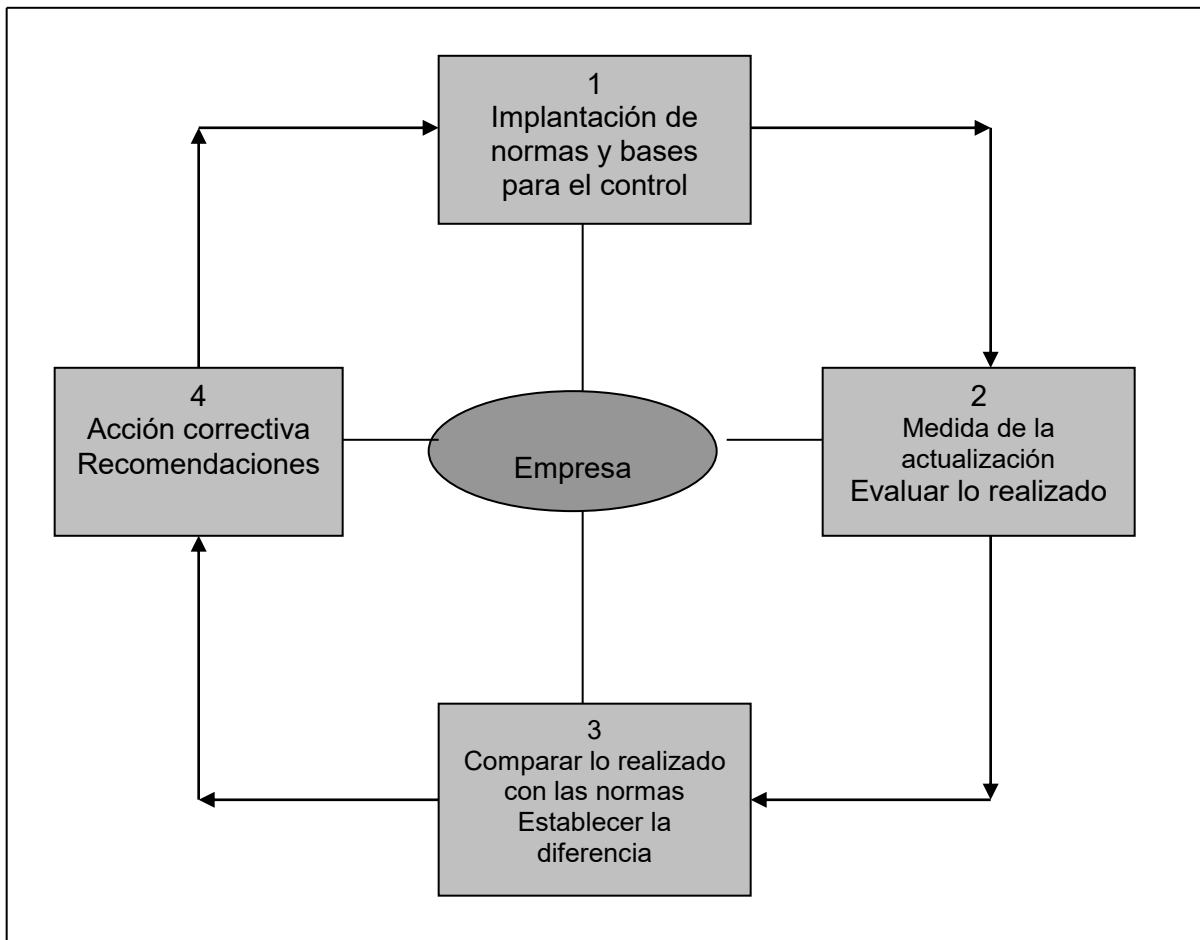 1
Implantación de
normas y bases
para el control
4
Acción correctiva
Recomendaciones
Empresa
2
Medida de la
actualización
Evaluar lo realizado
3
Comparar lo realizado
con las normas
Establecer la
diferencia